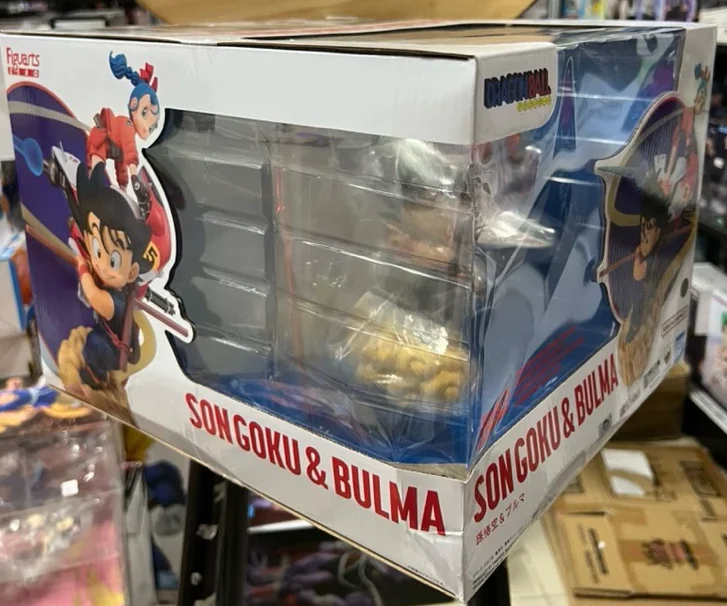 Figuarts
ZERO
DRAGON BALL
SON GOKU & BULMA
SON GOKU & BULMA
孫悟空&ブルマ